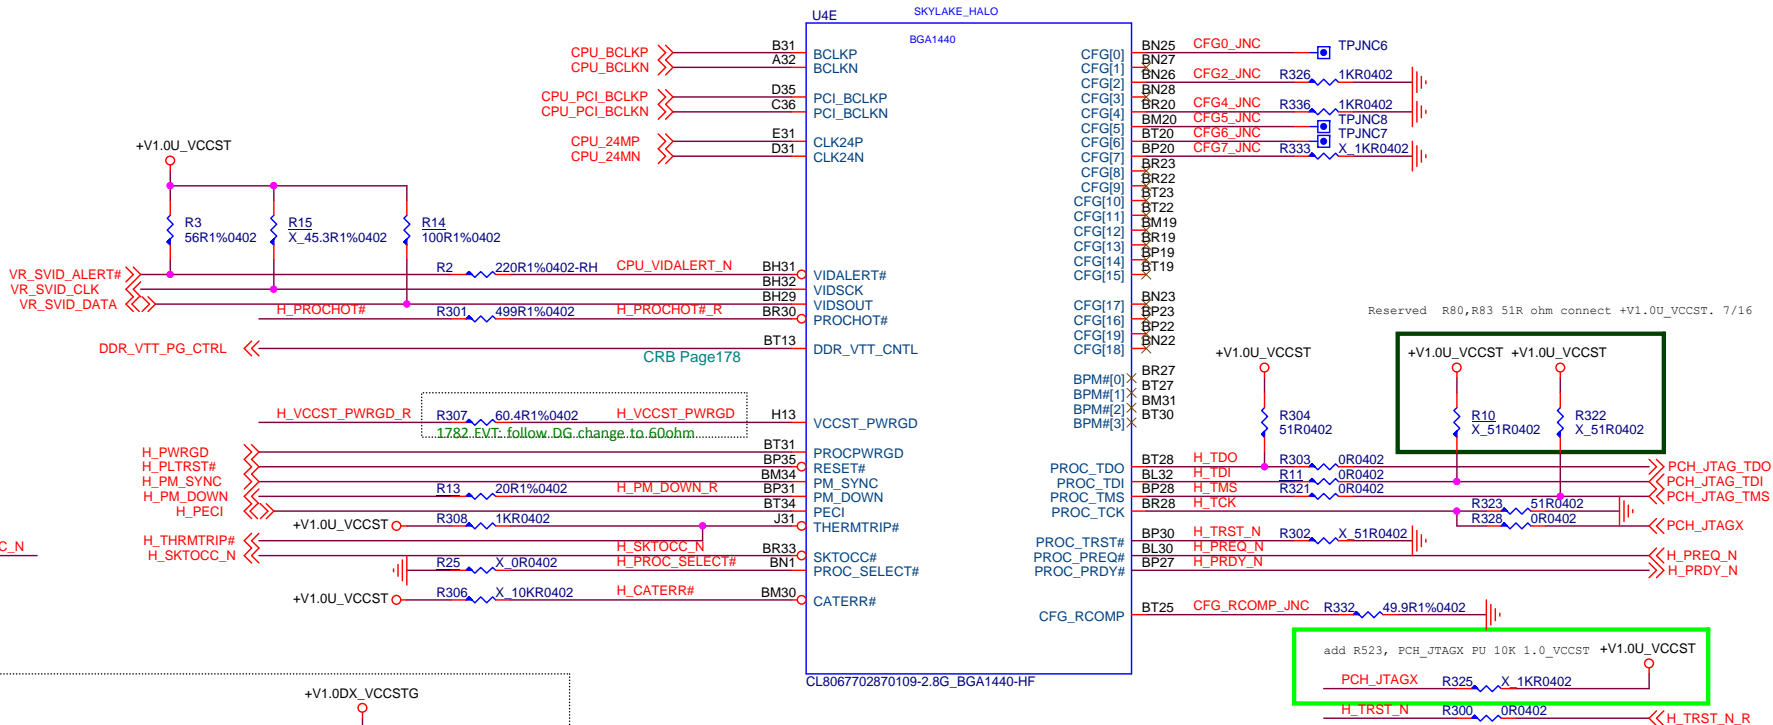 U4E
SKYLAKE_HALO
BGA1440
CPU_BCLKP B31 BCLKP
CPU_BCLKN A32 BCLKN
CPU_PCI_BCLKP D35 PCI_BCLKP
CPU_PCI_BCLKN C36 PCI_BCLKN
CPU_24MP E31 CLK24P
CPU_24MN D31 CLK24N
+V1.0U_VCCST
R3 56R1%0402
R15 X_45.3R1%0402
R14 100R1%0402
VR_SVID_ALERT# R2 220R1%0402-RH CPU_VIDALERT_N BH31 VIDALERT#
VR_SVID_CLK BH32 VIDSCK
VR_SVID_DATA BH29 VIDSOUT
H_PROCHOT# R301 499R1%0402 H_PROCHOT#_R BR30 PROCHOT#
DDR_VTT_PG_CTRL BT13 DDR_VTT_CNTL
CRB Page178
H_VCCST_PWRGD_R R307 60.4R1%0402 H_VCCST_PWRGD H13 VCCST_PWRGD
1782 EVT: follow DG change to 60ohm
H_PWRGD BT31 PROCPWRGD
H_PLTRST# BP35 RESET#
H_PM_SYNC BM34 PM_SYNC
H_PM_DOWN R13 20R1%0402 H_PM_DOWN_R BP31 PM_DOWN
H_PECI BT34 PECI
+V1.0U_VCCST R308 1KR0402 J31 THERMTRIP#
H_THRMTRIP#
C_N
H_SKTOCC_N H_SKTOCC_N BR33 SKTOCC#
R25 X_0R0402 H_PROC_SELECT# BN1 PROC_SELECT#
+V1.0U_VCCST R306 X_10KR0402 H_CATERR# BM30 CATERR#
CL8067702870109-2.8G_BGA1440-HF
+V1.0DX_VCCSTG
CFG[0] BN25 CFG0_JNC TPJNC6
CFG[1] BN27
CFG[2] BN26 CFG2_JNC R326 1KR0402
CFG[3] BN28
CFG[4] BR20 CFG4_JNC R336 1KR0402
CFG[5] BM20 CFG5_JNC TPJNC8
CFG[6] BT20 CFG6_JNC TPJNC7
CFG[7] BP20 CFG7_JNC R333 X_1KR0402
CFG[8] BR23
CFG[9] BR22
CFG[10] BT23
CFG[11] BT22
CFG[12] BM19
CFG[13] BR19
CFG[14] BP19
CFG[15] BT19
CFG[17] BN23
CFG[16] BP23
CFG[19] BP22
CFG[18] BN22
BPM#[0] BR27
BPM#[1] BT27
BPM#[2] BM31
BPM#[3] BT30
Reserved R80,R83 51R ohm connect +V1.0U_VCCST. 7/16
+V1.0U_VCCST
+V1.0U_VCCST
+V1.0U_VCCST
R304 51R0402
R10 X_51R0402
R322 X_51R0402
PROC_TDO BT28 H_TDO R303 0R0402 PCH_JTAG_TDO
PROC_TDI BL32 H_TDI R11 0R0402 PCH_JTAG_TDI
PROC_TMS BP28 H_TMS R321 0R0402 PCH_JTAG_TMS
PROC_TCK BR28 H_TCK R323 51R0402
R328 0R0402 PCH_JTAGX
PROC_TRST# BP30 H_TRST_N R302 X_51R0402
PROC_PREQ# BL30 H_PREQ_N H_PREQ_N
PROC_PRDY# BP27 H_PRDY_N H_PRDY_N
CFG_RCOMP BT25 CFG_RCOMP_JNC R332 49.9R1%0402
add R523, PCH_JTAGX PU 10K 1.0_VCCST +V1.0U_VCCST
PCH_JTAGX R325 X_1KR0402
H_TRST_N R300 0R0402 H_TRST_N_R